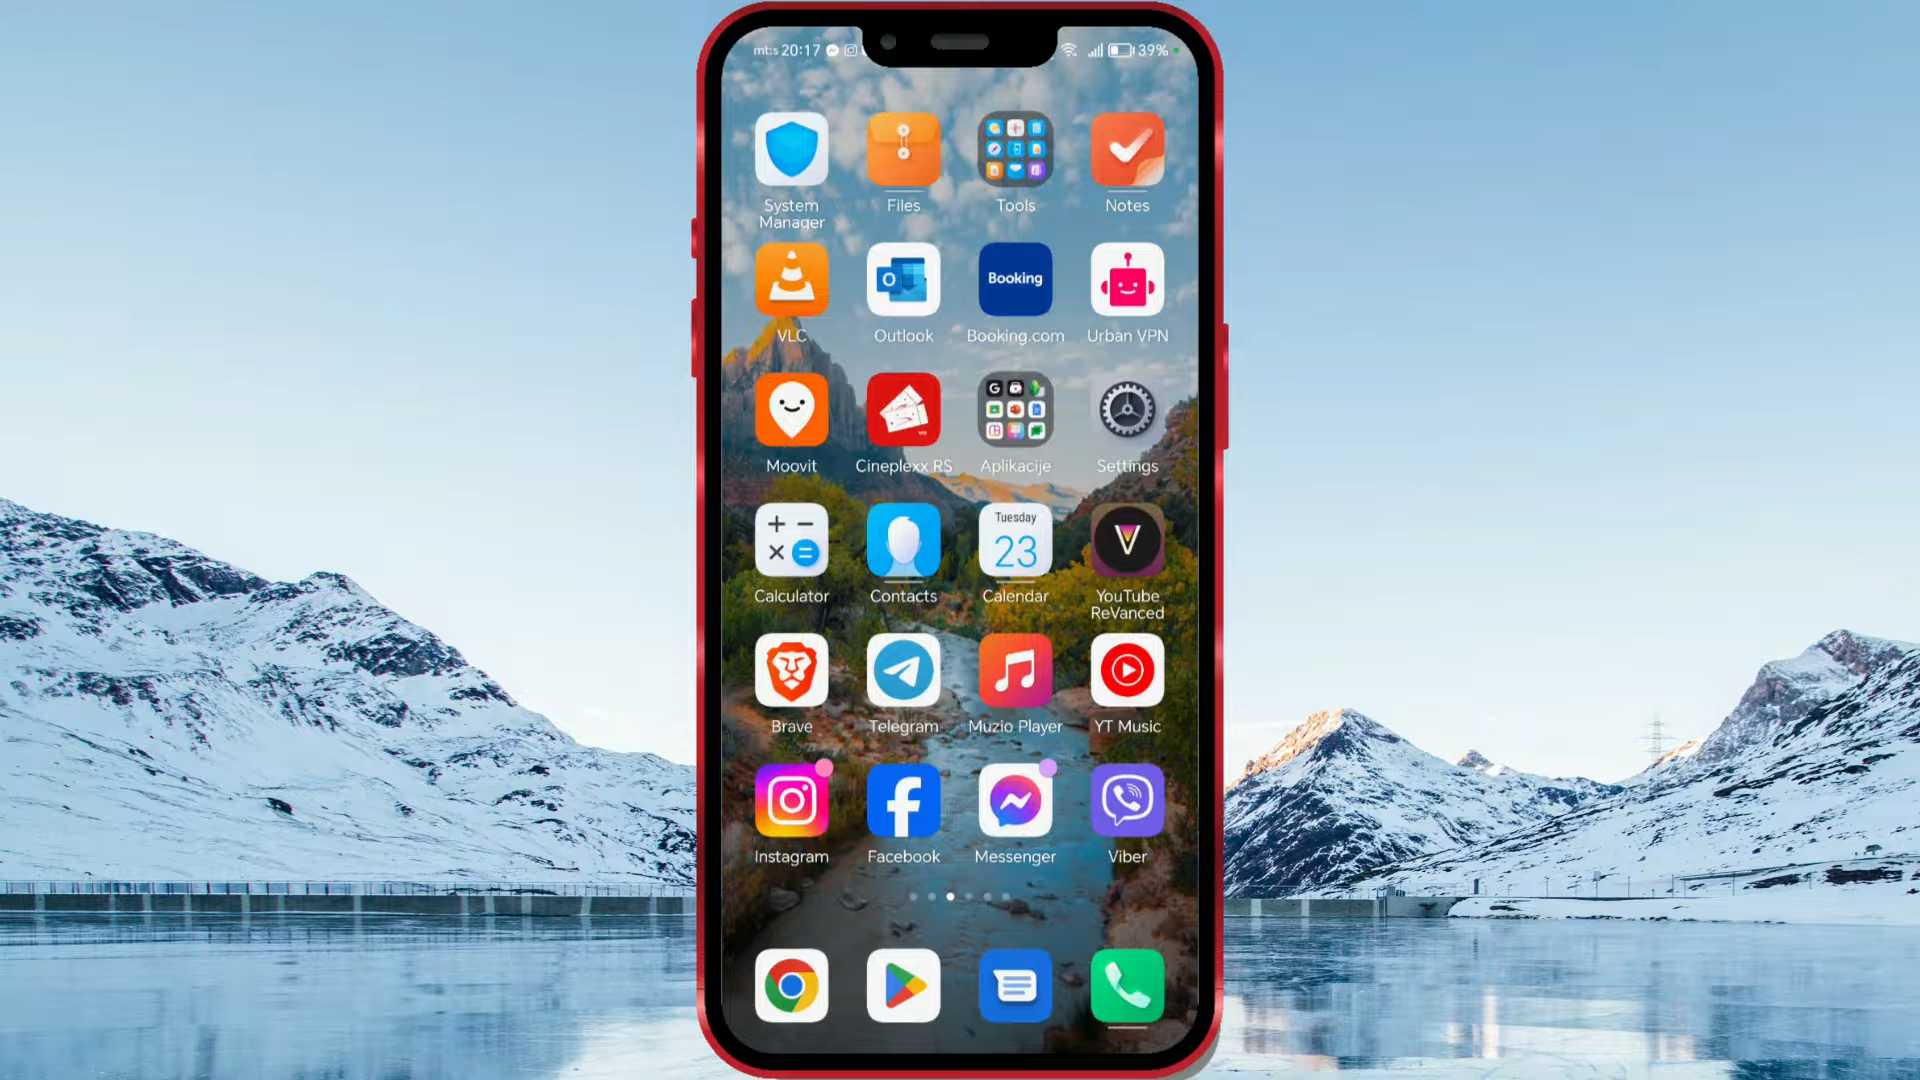 mt:s 20:17
39%
System
Manager
Files
Tools
Notes
Booking
VLC
Outlook
Booking.com
Urban VPN
Moovit
Cineplexx RS
Aplikacije
Settings
Tuesday
23
Calculator
Contacts
Calendar
YouTube
ReVanced
Brave
Telegram
Muzio Player
YT Music
Instagram
Facebook
Messenger
Viber